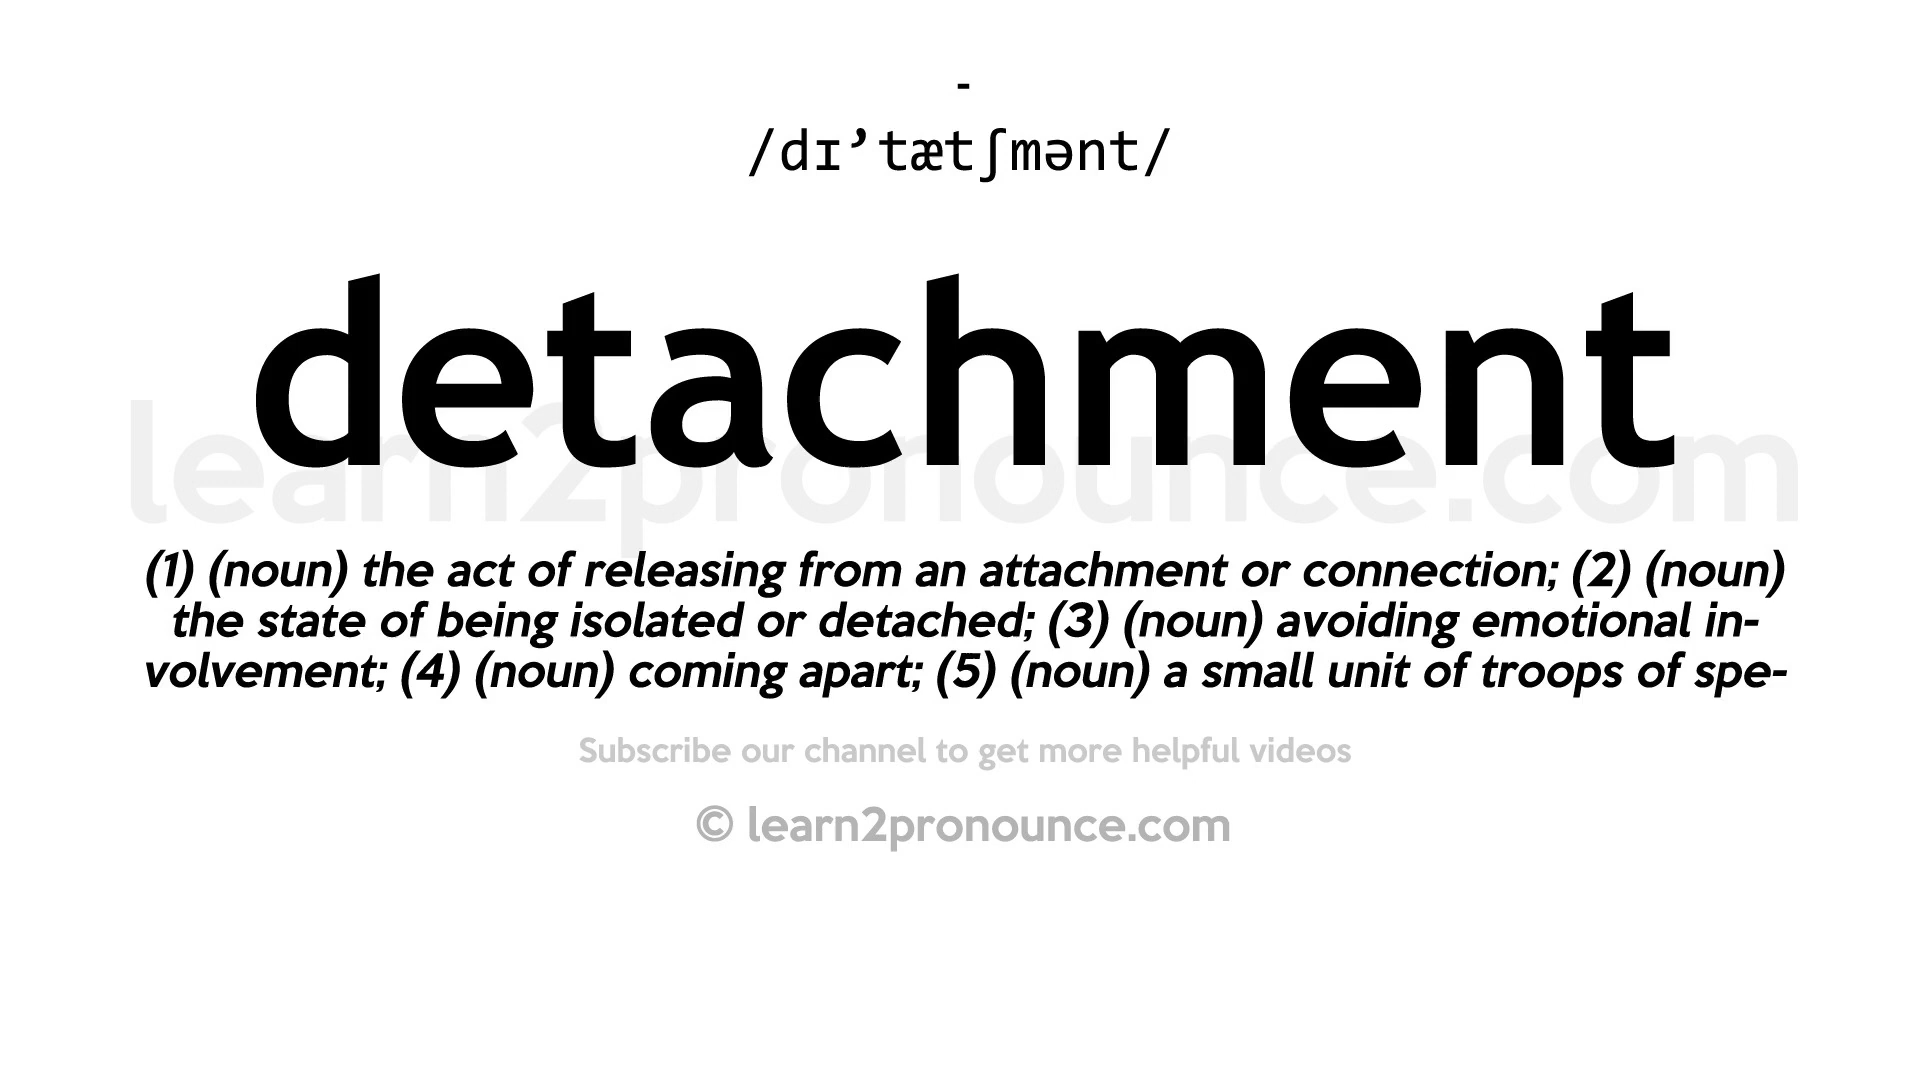 -
/dɪ’tætʃmənt/
detachment
learn2pronounce.com
(1) (noun) the act of releasing from an attachment or connection; (2) (noun)
the state of being isolated or detached; (3) (noun) avoiding emotional in-
volvement; (4) (noun) coming apart; (5) (noun) a small unit of troops of spe-
Subscribe our channel to get more helpful videos
© learn2pronounce.com